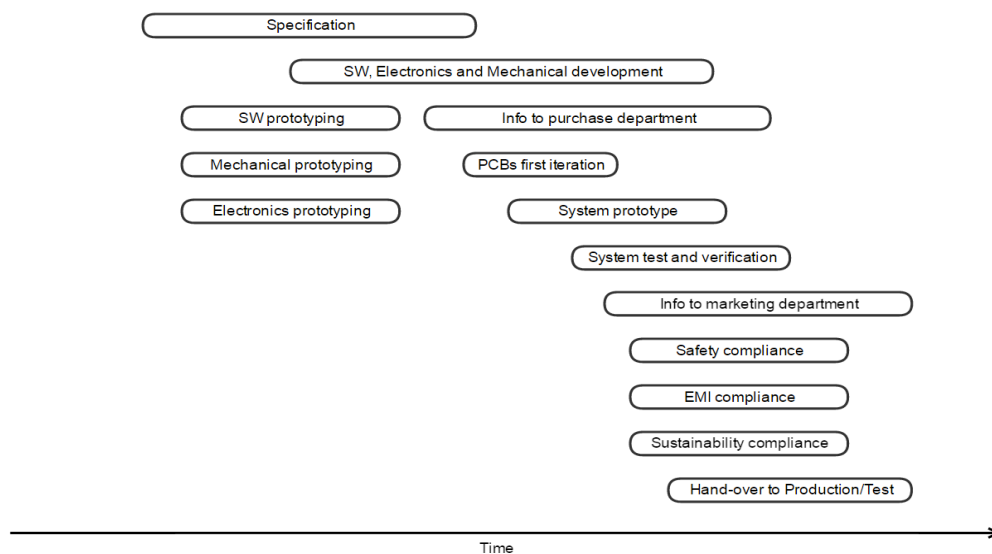 Specification
SW, Electronics and Mechanical development
SW prototyping
Info to purchase department
Mechanical prototyping
PCBs first iteration
Electronics prototyping
System prototype
System test and verification
Info to marketing department
Safety compliance
EMI compliance
Sustainability compliance
Hand-over to Production/Test
Time